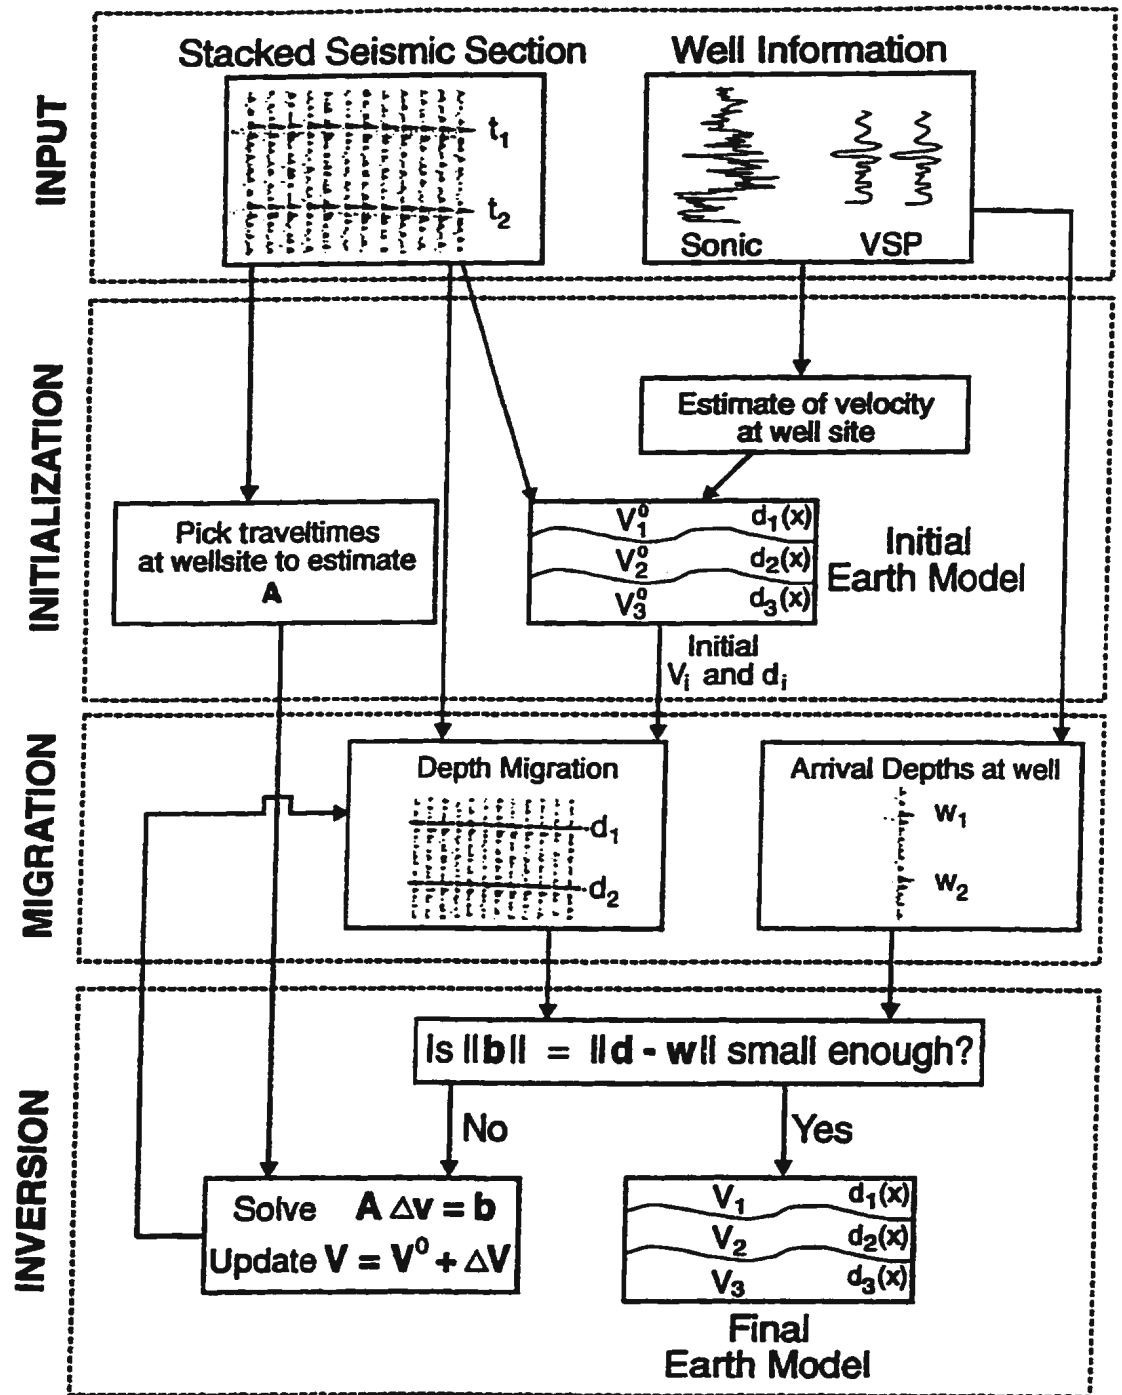 INPUT
Stacked Seismic Section
t1
t2
Well Information
Sonic VSP
INITIALIZATION
Estimate of velocity
at well site
Pick traveltimes
at wellsite to estimate
A
V₁⁰ d₁(x)
V₂⁰ d₂(x)
V₃⁰ d₃(x)
Initial
Earth Model
Initial
Vᵢ and dᵢ
MIGRATION
Depth Migration
d₁
d₂
Arrival Depths at well
w₁
w₂
INVERSION
Is ||b|| = ||d - w|| small enough?
No
Yes
Solve A Δv = b
Update V = V⁰ + ΔV
V₁ d₁(x)
V₂ d₂(x)
V₃ d₃(x)
Final
Earth Model